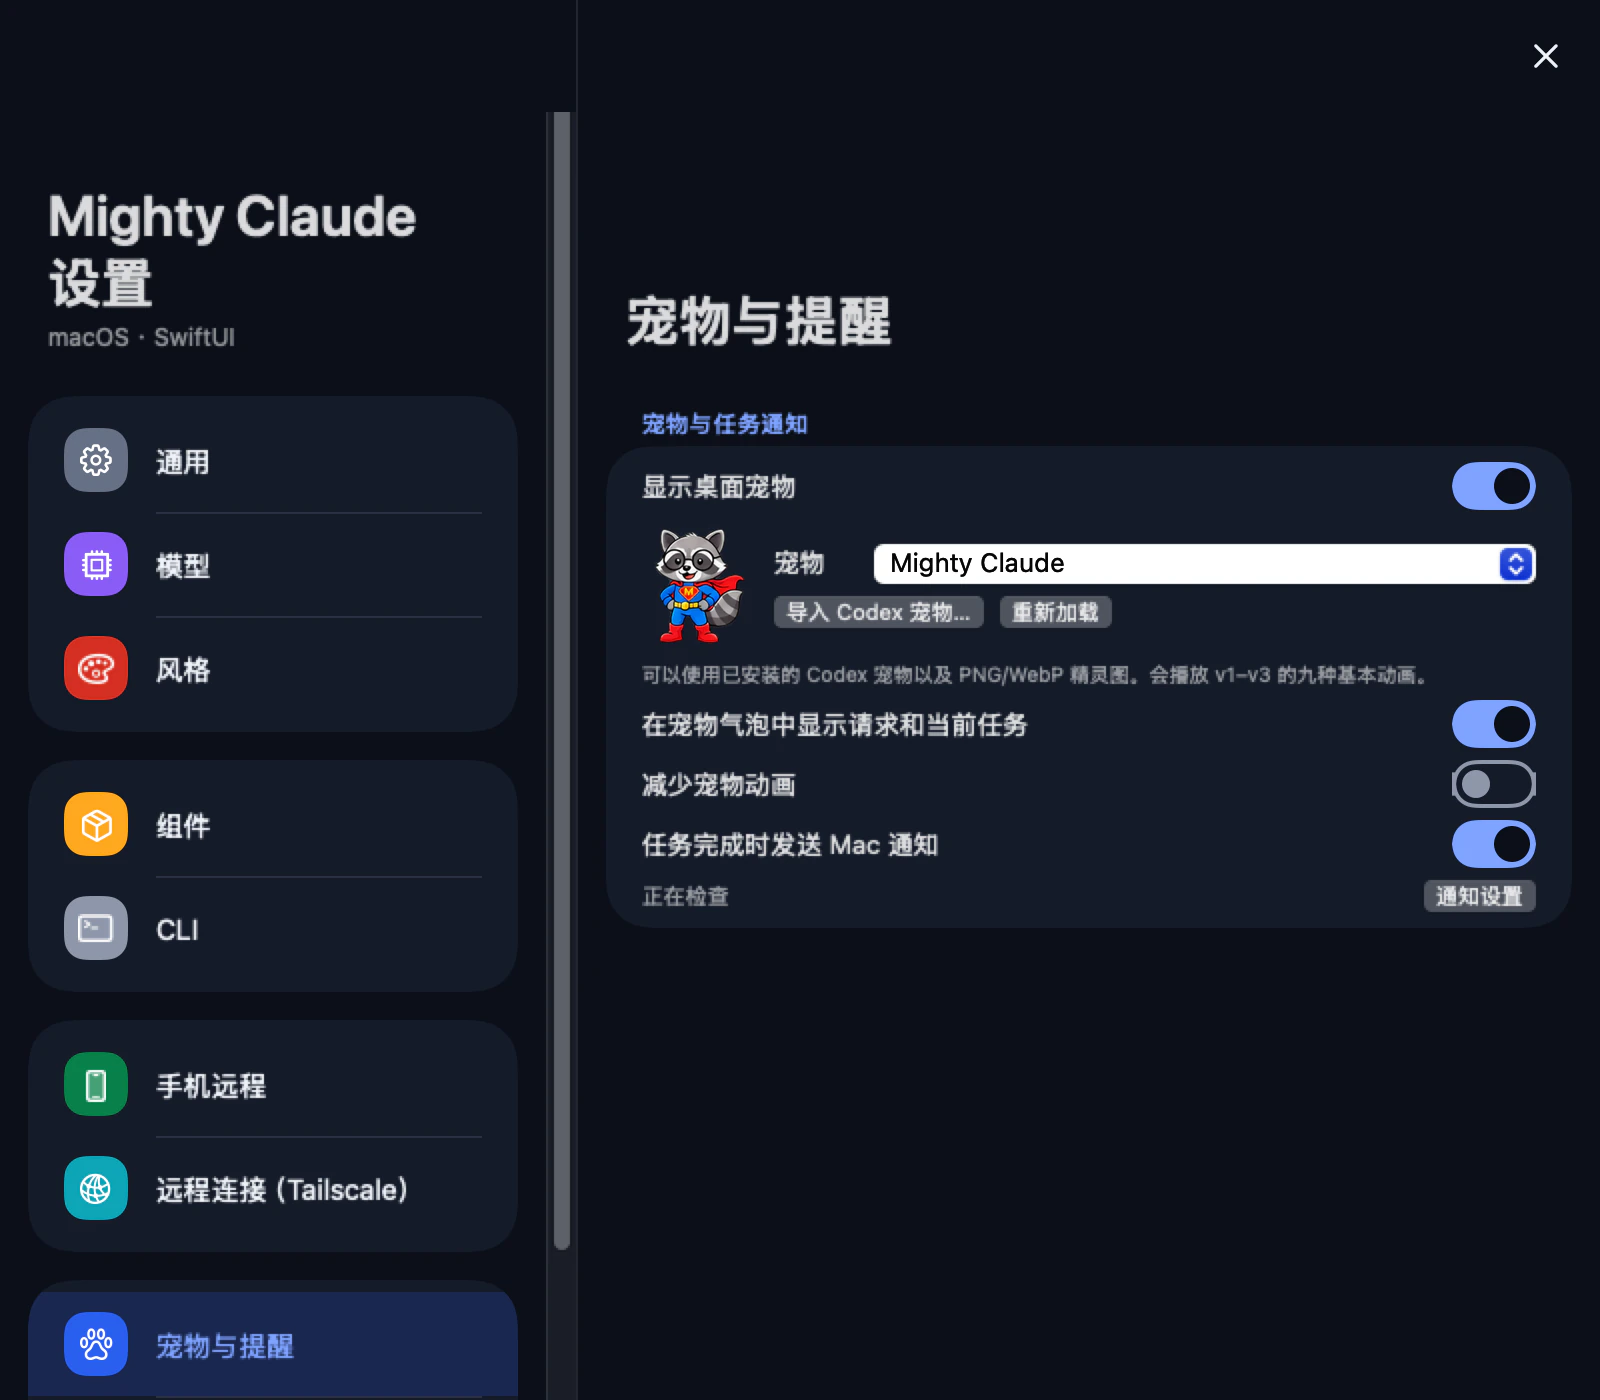 Mighty Claude
设置
macOS · SwiftUI
通用
模型
风格
组件
CLI
手机远程
远程连接 (Tailscale)
宠物与提醒
宠物与提醒
宠物与任务通知
显示桌面宠物
宠物
Mighty Claude
导入 Codex 宠物...
重新加载
可以使用已安装的 Codex 宠物以及 PNG/WebP 精灵图。会播放 v1–v3 的九种基本动画。
在宠物气泡中显示请求和当前任务
减少宠物动画
任务完成时发送 Mac 通知
正在检查
通知设置